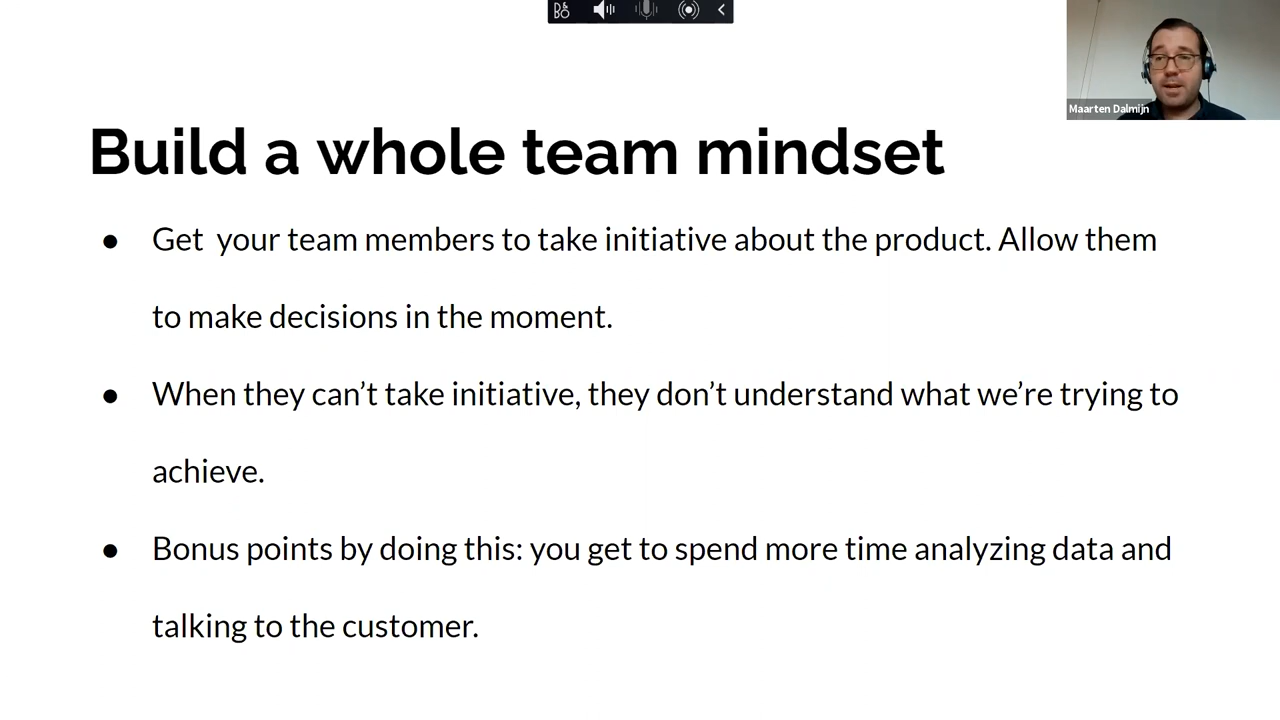 Maarten Dalmijn
Build a whole team mindset
● Get  your team members to take initiative about the product. Allow them
to make decisions in the moment.
● When they can’t take initiative, they don’t understand what we’re trying to
achieve.
● Bonus points by doing this: you get to spend more time analyzing data and
talking to the customer.